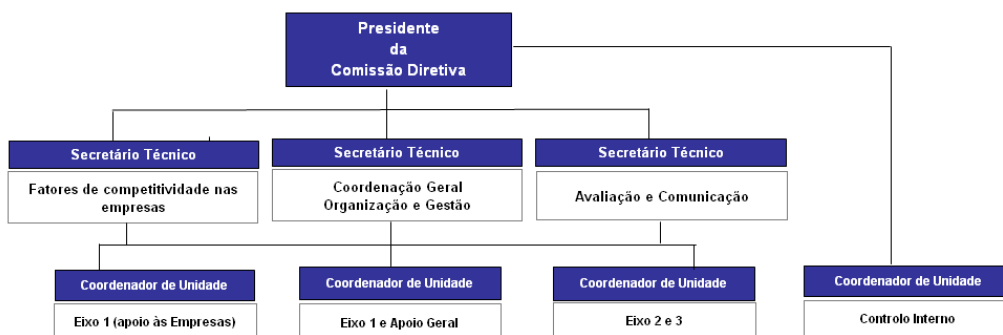 Presidente
da
Comissão Diretiva
Secretário Técnico
Fatores de competitividade nas
empresas
Secretário Técnico
Coordenação Geral
Organização e Gestão
Secretário Técnico
Avaliação e Comunicação
Coordenador de Unidade
Eixo 1 (apoio às Empresas)
Coordenador de Unidade
Eixo 1 e Apoio Geral
Coordenador de Unidade
Eixo 2 e 3
Coordenador de Unidade
Controlo Interno